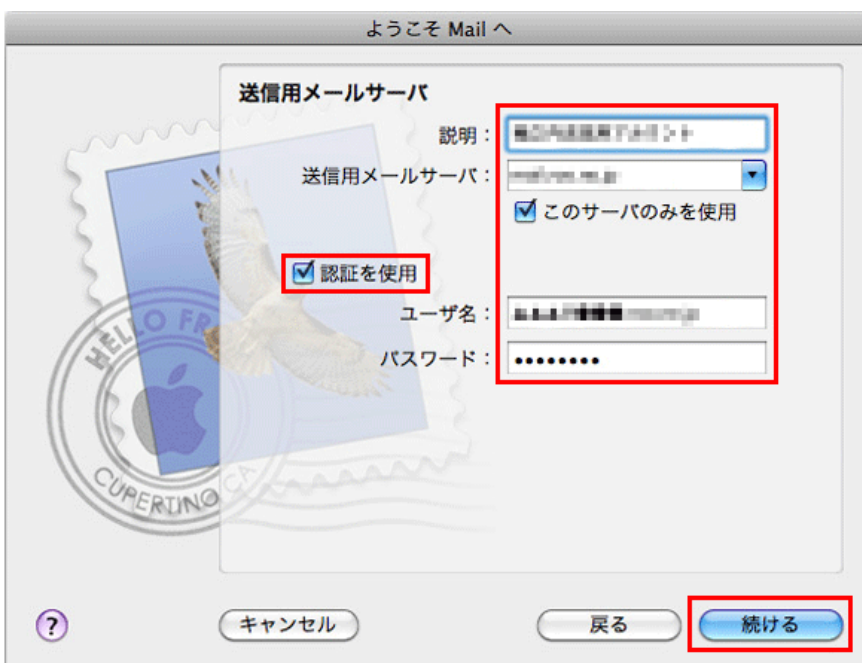 ようこそ Mail へ
送信用メールサーバ
説明：
送信用メールサーバ：
このサーバのみを使用
認証を使用
ユーザ名：
パスワード：
••••••••
HELLO FR
CUPERTINO CA
?
キャンセル
戻る
続ける